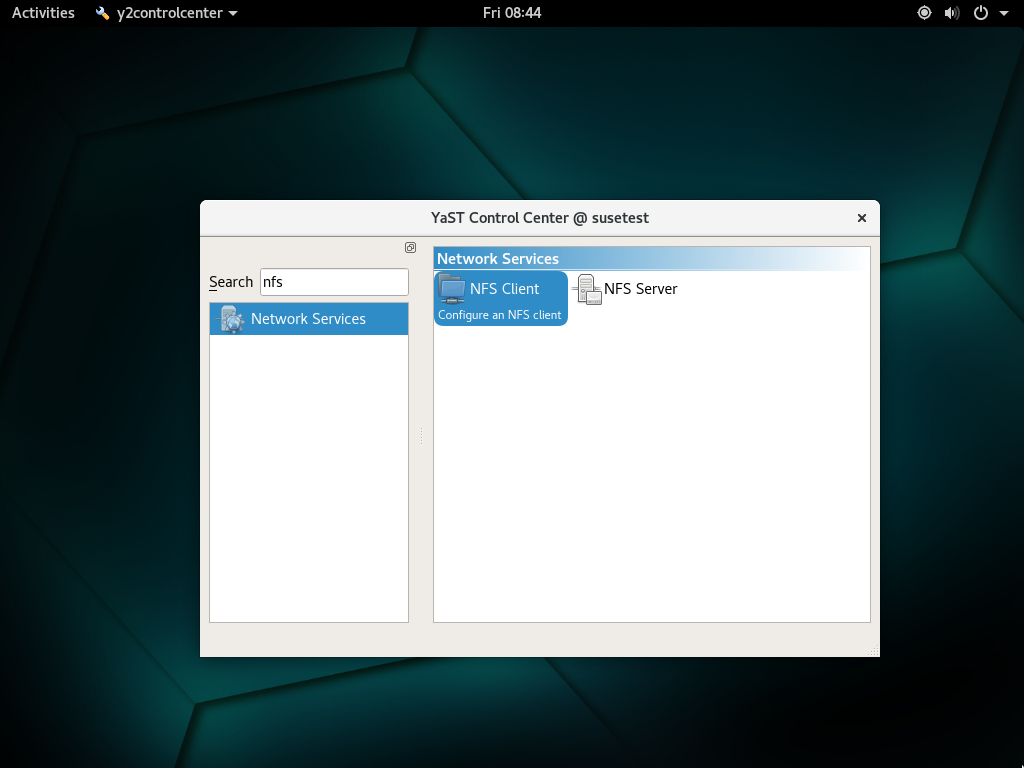 Activities y2controlcenter Fri 08:44
YaST Control Center @ susetest
Search nfs
Network Services
Network Services
NFS Client
Configure an NFS client
NFS Server